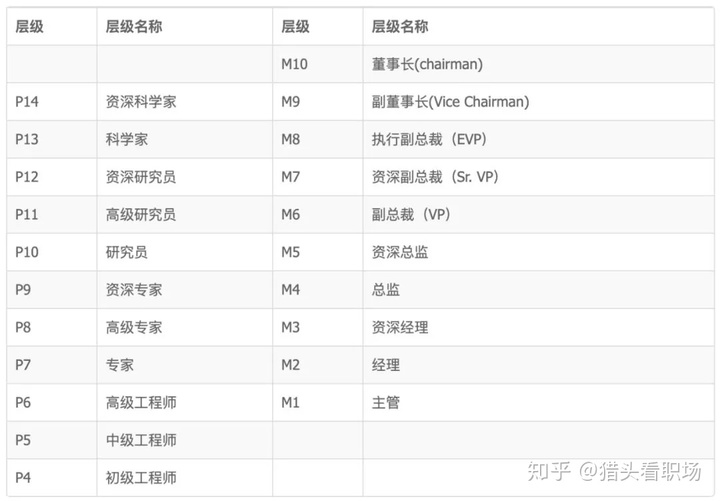 层级 层级名称 层级 层级名称
M10 董事长(chairman)
P14 资深科学家 M9 副董事长(Vice Chairman)
P13 科学家 M8 执行副总裁（EVP）
P12 资深研究员 M7 资深副总裁（Sr. VP）
P11 高级研究员 M6 副总裁（VP）
P10 研究员 M5 资深总监
P9 资深专家 M4 总监
P8 高级专家 M3 资深经理
P7 专家 M2 经理
P6 高级工程师 M1 主管
P5 中级工程师
P4 初级工程师
知乎 @猎头看职场